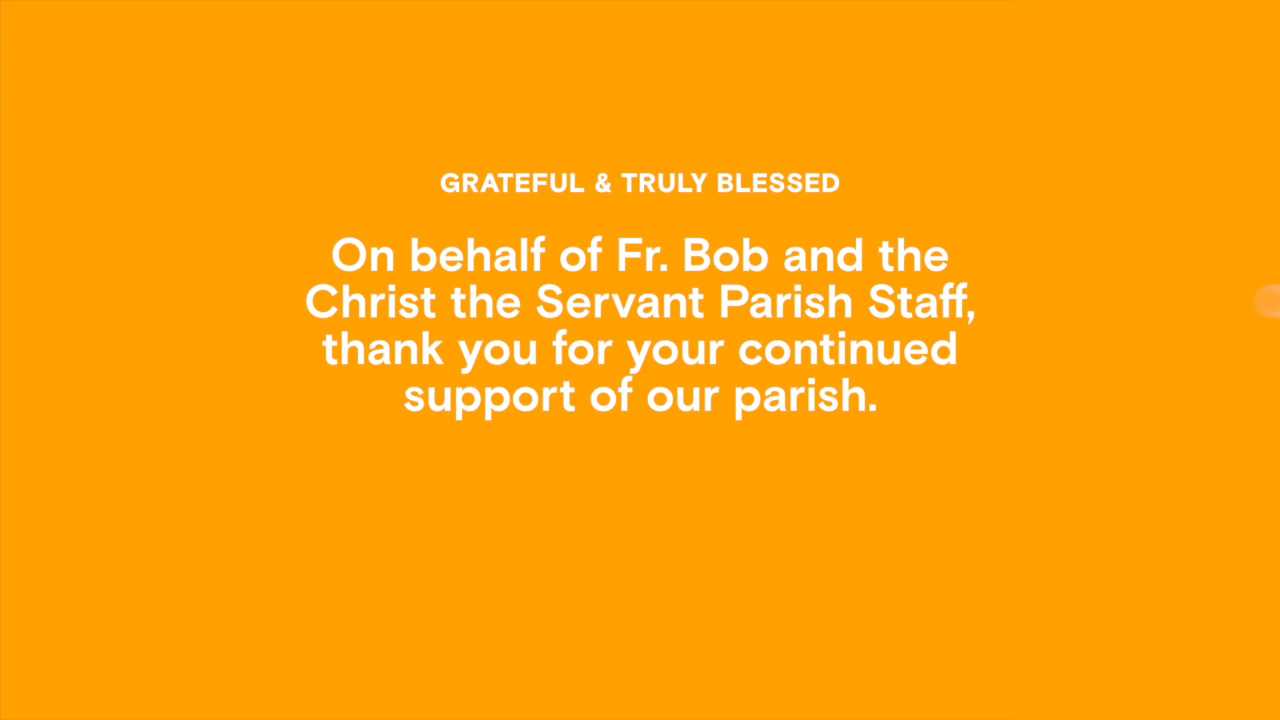 GRATEFUL & TRULY BLESSED
On behalf of Fr. Bob and the
Christ the Servant Parish Staff,
thank you for your continued
support of our parish.